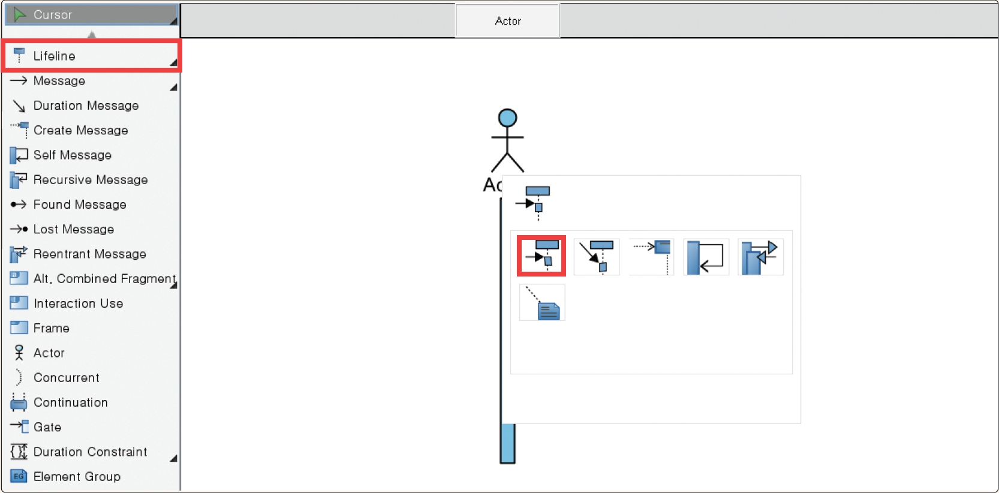 Cursor
Actor
Lifeline
Message
Duration Message
Create Message
Self Message
Recursive Message
Found Message
Lost Message
Reentrant Message
Alt. Combined Fragment
Interaction Use
Frame
Actor
Concurrent
Continuation
Gate
Duration Constraint
EG Element Group
Ac